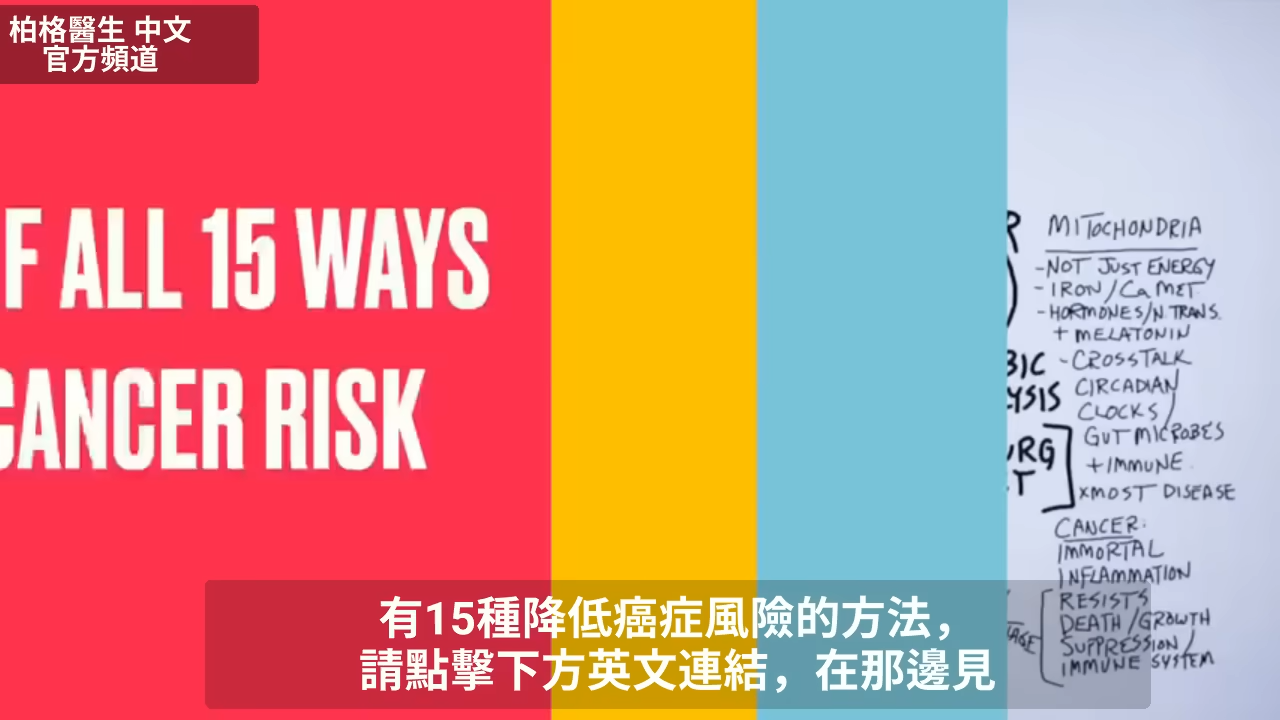 柏格醫生 中文
官方頻道
F ALL 15 WAYS
CANCER RISK
MITOCHONDRIA
-NOT JUST ENERGY
-IRON/Ca MET.
-HORMONES/N.TRANS.
+ MELATONIN
-CROSSTALK
CIRCADIAN
CLOCKS
GUT MICROBES
+IMMUNE
xMOST DISEASE
CANCER:
IMMORTAL
INFLAMMATION
RESISTS
DEATH/GROWTH
SUPPRESSION/
IMMUNE SYSTEM
有15種降低癌症風險的方法，
請點擊下方英文連結，在那邊見